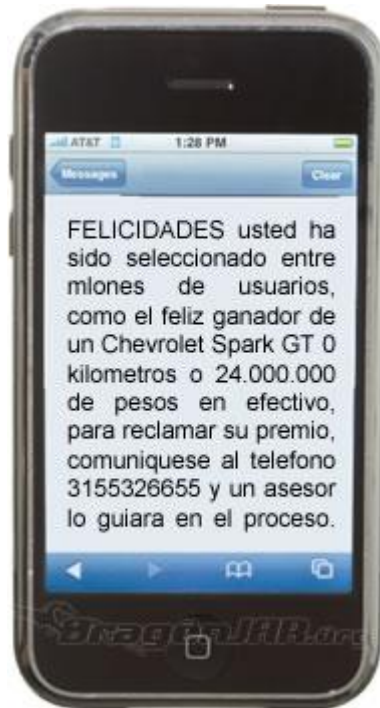 AT&T
1:28 PM
Messages
Clear
FELICIDADES usted ha
sido seleccionado entre
mlones de usuarios,
como el feliz ganador de
un Chevrolet Spark GT 0
kilometros o 24.000.000
de pesos en efectivo,
para reclamar su premio,
comuniquese al telefono
3155326655 y un asesor
lo guiara en el proceso.
DragonJAR.org